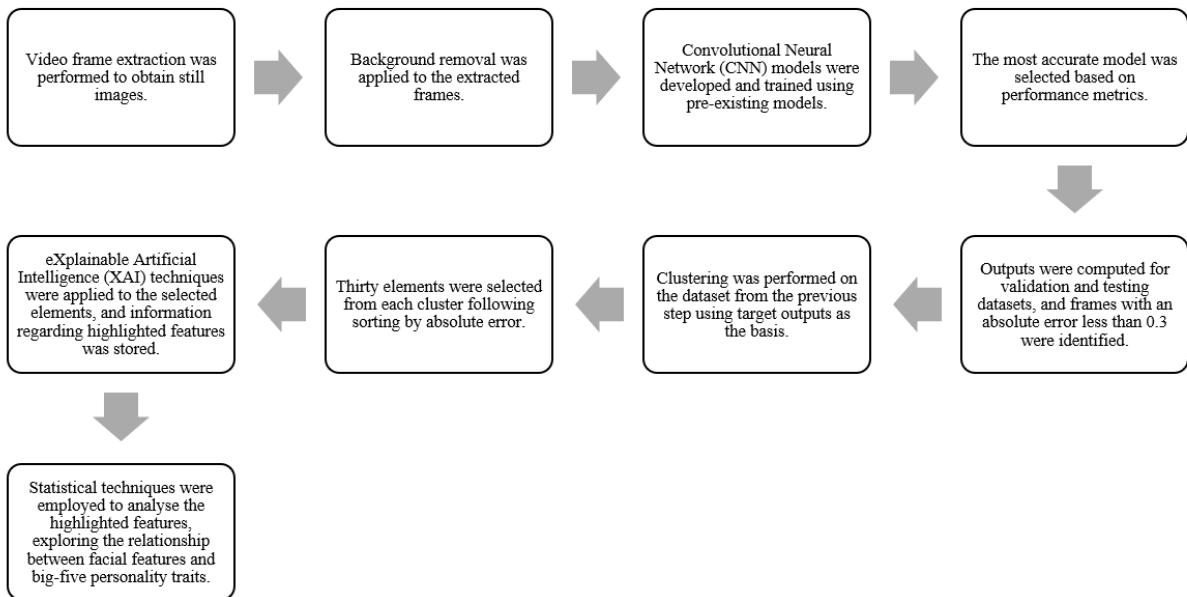 Video frame extraction was
performed to obtain still
images.
Background removal was
applied to the extracted
frames.
Convolutional Neural
Network (CNN) models were
developed and trained using
pre-existing models.
The most accurate model was
selected based on
performance metrics.
Outputs were computed for
validation and testing
datasets, and frames with an
absolute error less than 0.3
were identified.
Clustering was performed on
the dataset from the previous
step using target outputs as
the basis.
Thirty elements were selected
from each cluster following
sorting by absolute error.
eXplainable Artificial
Intelligence (XAI) techniques
were applied to the selected
elements, and information
regarding highlighted features
was stored.
Statistical techniques were
employed to analyse the
highlighted features,
exploring the relationship
between facial features and
big-five personality traits.